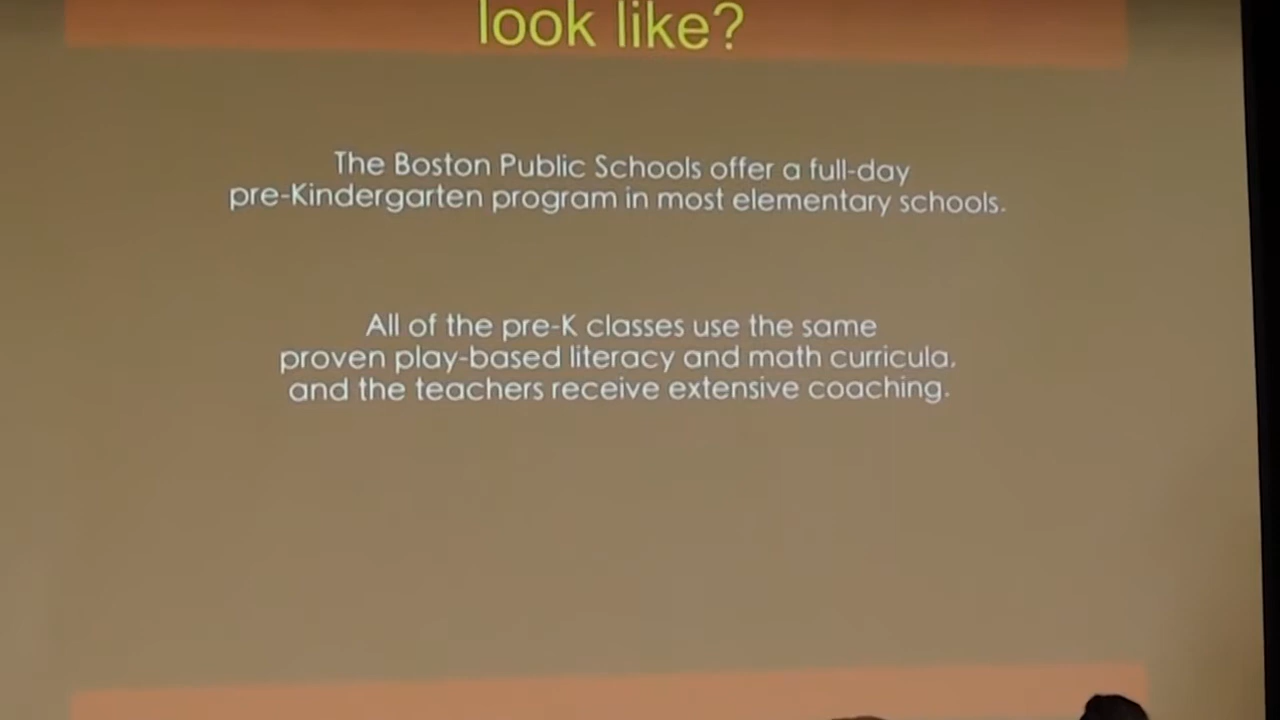 look like?
The Boston Public Schools offer a full-day
pre-Kindergarten program in most elementary schools.
All of the pre-K classes use the same
proven play-based literacy and math curricula,
and the teachers receive extensive coaching.